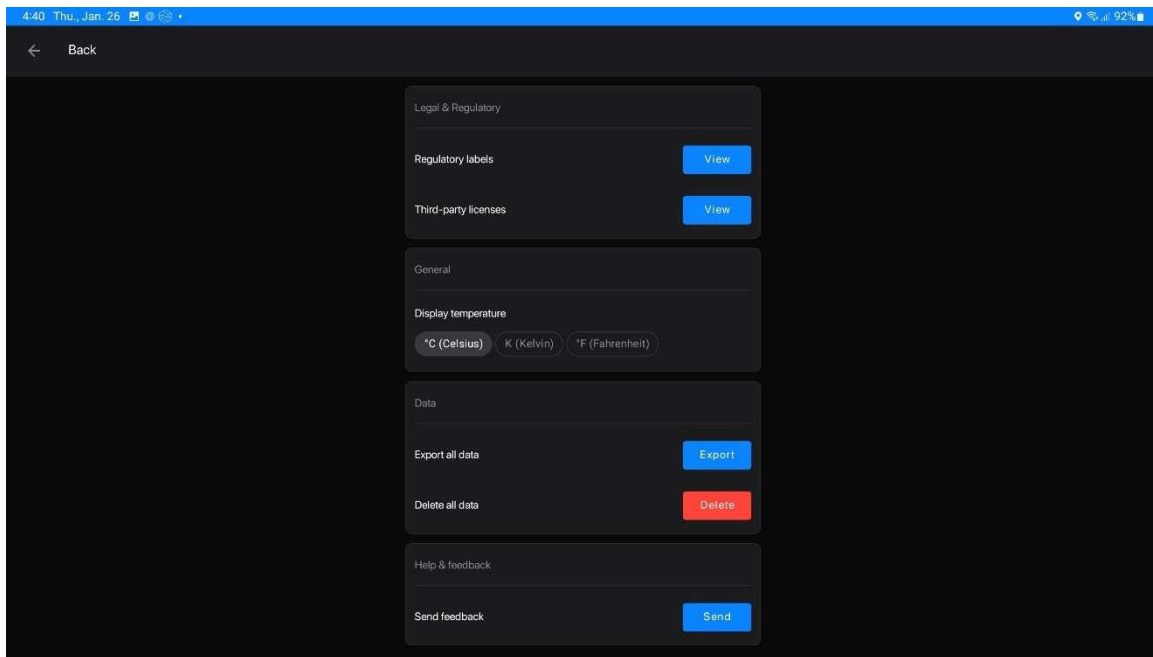 4:40 Thu., Jan. 26 92%
Back
Legal & Regulatory
Regulatory labels View
Third-party licenses View
General
Display temperature
°C (Celsius) K (Kelvin) °F (Fahrenheit)
Data
Export all data Export
Delete all data Delete
Help & feedback
Send feedback Send